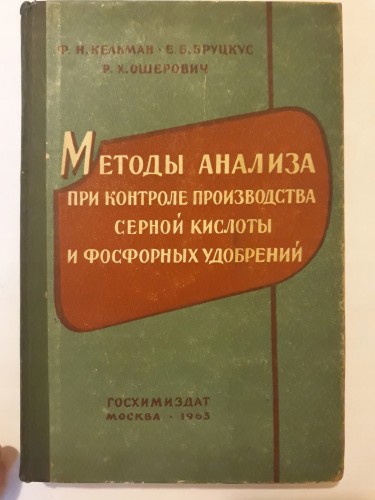 Ф. Н. КЕЛЬМАН · Е. Б. БРУЦКУС
Р. Х. ОШЕРОВИЧ
МЕТОДЫ АНАЛИЗА
ПРИ КОНТРОЛЕ ПРОИЗВОДСТВА
СЕРНОЙ КИСЛОТЫ
И ФОСФОРНЫХ УДОБРЕНИЙ
ГОСХИМИЗДАТ
МОСКВА · 1963